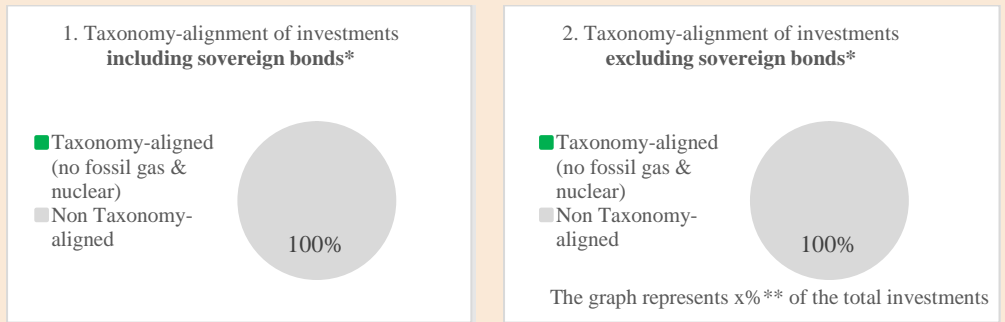 1. Taxonomy-alignment of investments
including sovereign bonds*
Taxonomy-aligned
(no fossil gas &
nuclear)
Non Taxonomy-
aligned
100%
2. Taxonomy-alignment of investments
excluding sovereign bonds*
Taxonomy-aligned
(no fossil gas &
nuclear)
Non Taxonomy-
aligned
100%
The graph represents x%** of the total investments